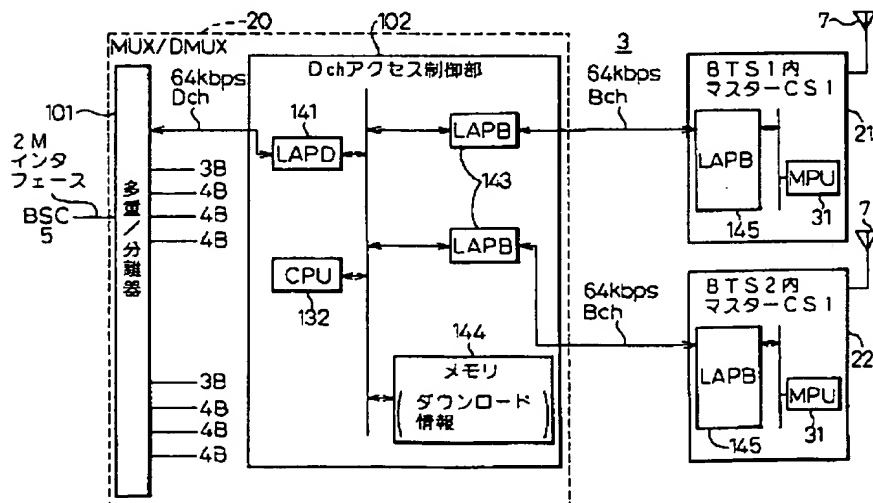 20
102
MUX/DMUX
Dchアクセス制御部
3
7
101
64kbps
Dch
141
LAPD
LAPB
143
LAPB
64kbps
Bch
BTS1内
マスターCS1
LAPB
MPU
31
145
21
2M
インタ
フェース
BSC
5
多重/分離器
3B
4B
4B
4B
CPU
132
144
メモリ
(ダウンロード
情報)
64kbps
Bch
7
BTS2内
マスターCS1
LAPB
MPU
31
145
22
3B
4B
4B
4B